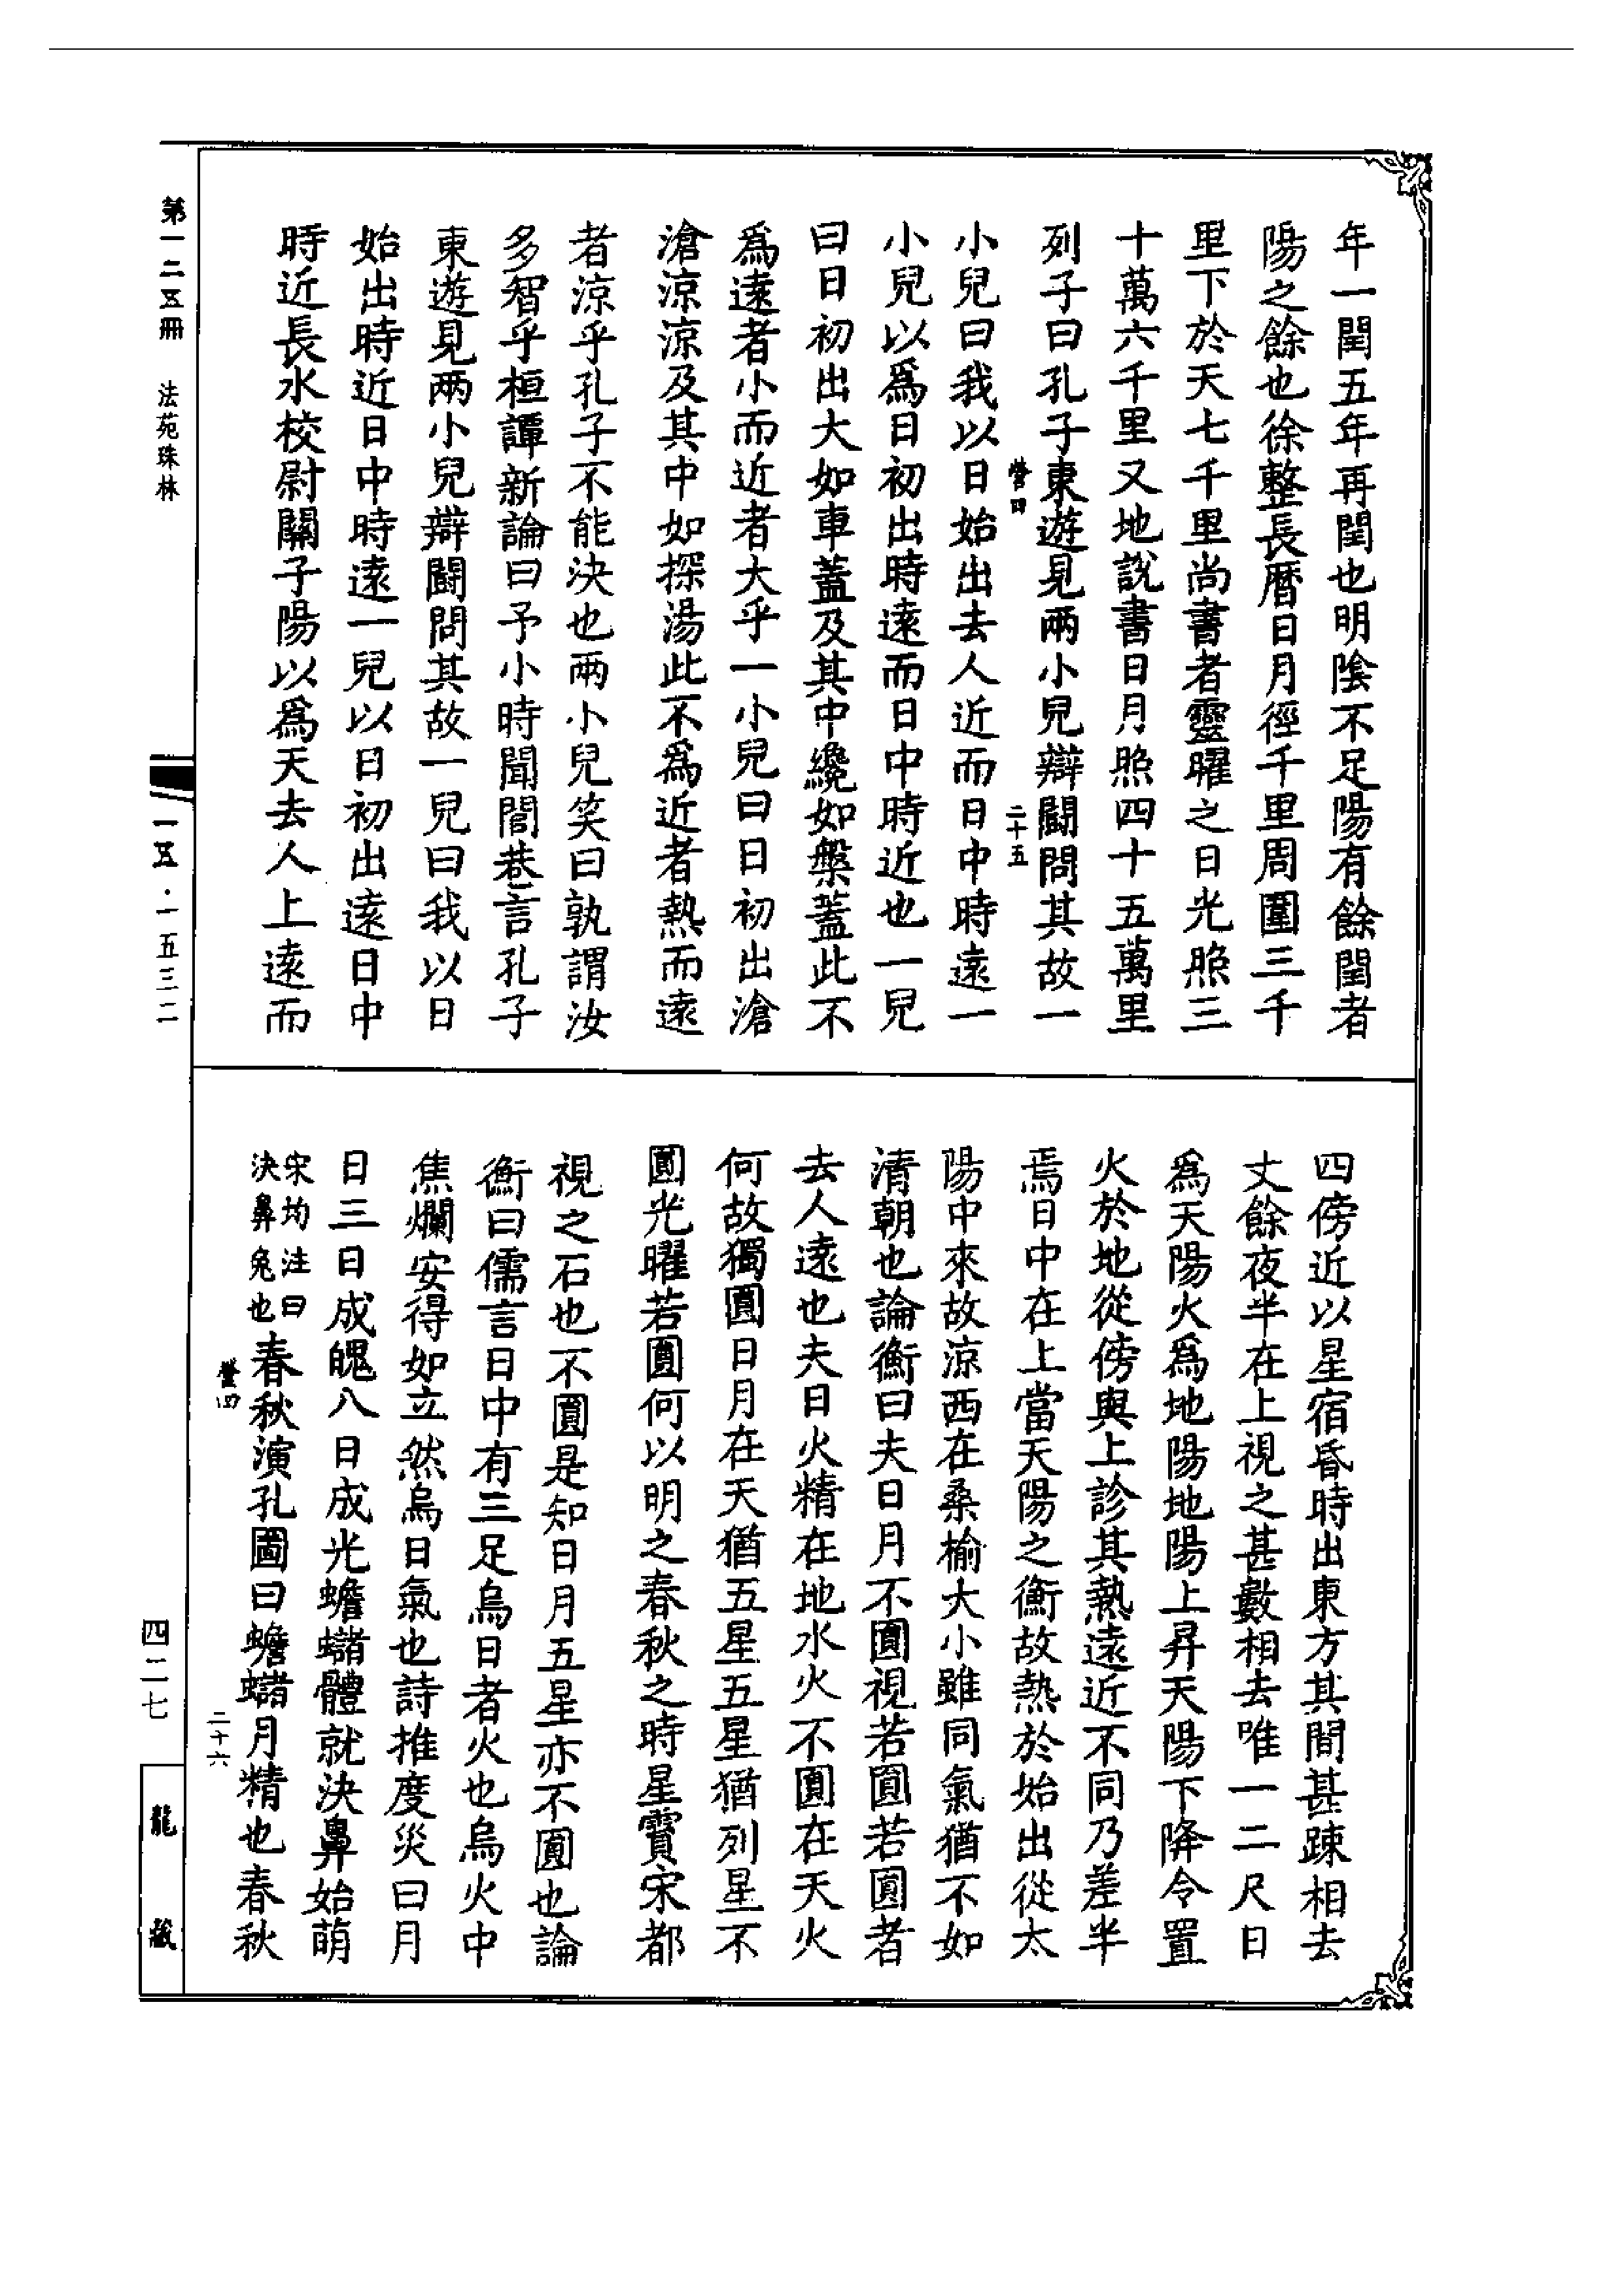 年一閏五年再閏也明陰不足陽有餘閏者
陽之餘也徐整長曆日月徑千里周圍三千
里下於天七千里尚書者靈曜之日光照三
十萬六千里又地說書日月照四十五萬里
列子曰孔子東遊見兩小兒辯鬬問其故一
營四
二十五
小兒曰我以日始出去人近而日中時遠一
小兒以爲日初出時遠而日中時近也一兒
曰日初出大如車蓋及其中纔如槃蓋此不
爲遠者小而近者大乎一小兒曰日初出滄
滄涼涼及其中如探湯此不爲近者熱而遠
者涼乎孔子不能決也兩小兒笑曰孰謂汝
多智乎桓譚新論曰予小時聞閭巷言孔子
東遊見兩小兒辯鬬問其故一兒曰我以日
始出時近日中時遠一兒以日初出遠日中
時近長水校尉關子陽以爲天去人上遠而
四傍近以星宿昏時出東方其間甚踈相去
丈餘夜半在上視之甚數相去唯一二尺日
爲天陽火爲地陽地陽上昇天陽下降令置
火於地從傍與上診其熱遠近不同乃差半
焉日中在上當天陽之衝故熱於始出從太
陽中來故涼西在桑榆大小雖同氣猶不如
清朝也論衡曰夫日月不圓視若圓若圓者
去人遠也夫日火精在地水火不圓在天火
何故獨圓日月在天猶五星五星猶列星不
圓光曜若圓何以明之春秋之時星霣宋都
視之石也不圓是知日月五星亦不圓也論
衡曰儒言日中有三足烏日者火也烏火中
焦爛安得如立然烏日氣也詩推度災曰月
日三日成魄八日成光蟾蠩體就決鼻始萌
宋均注曰
決鼻兔也
春秋演孔圖曰蟾蠩月精也春秋
營四
二十六
第一二五冊　法苑珠林
一五・一五三二
四二七
龍藏